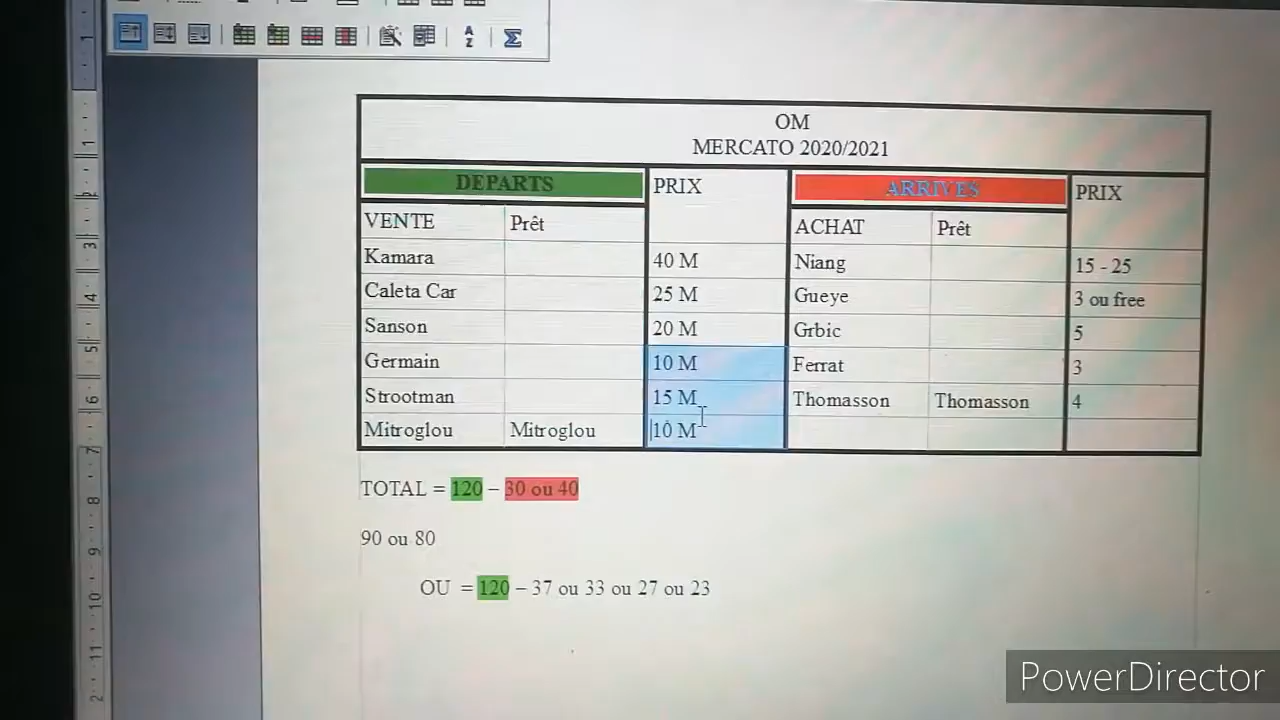 OM
MERCATO 2020/2021
DEPARTS PRIX ARRIVES PRIX
VENTE Prêt ACHAT Prêt
Kamara 40 M Niang 15 - 25
Caleta Car 25 M Gueye 3 ou free
Sanson 20 M Grbic 5
Germain 10 M Ferrat 3
Strootman 15 M Thomasson Thomasson 4
Mitroglou Mitroglou 10 M
TOTAL = 120 – 30 ou 40
90 ou 80
OU = 120 – 37 ou 33 ou 27 ou 23
PowerDirector